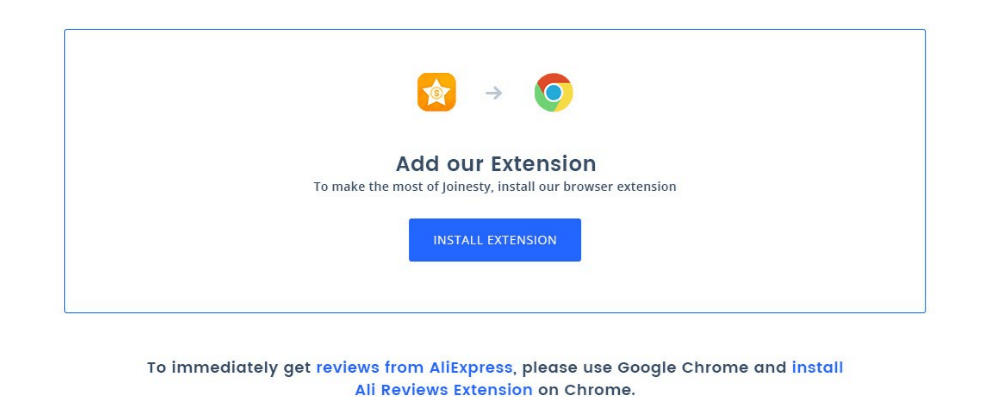 Add our Extension
To make the most of Joinesty, install our browser extension
INSTALL EXTENSION
To immediately get reviews from AliExpress, please use Google Chrome and install
Ali Reviews Extension on Chrome.